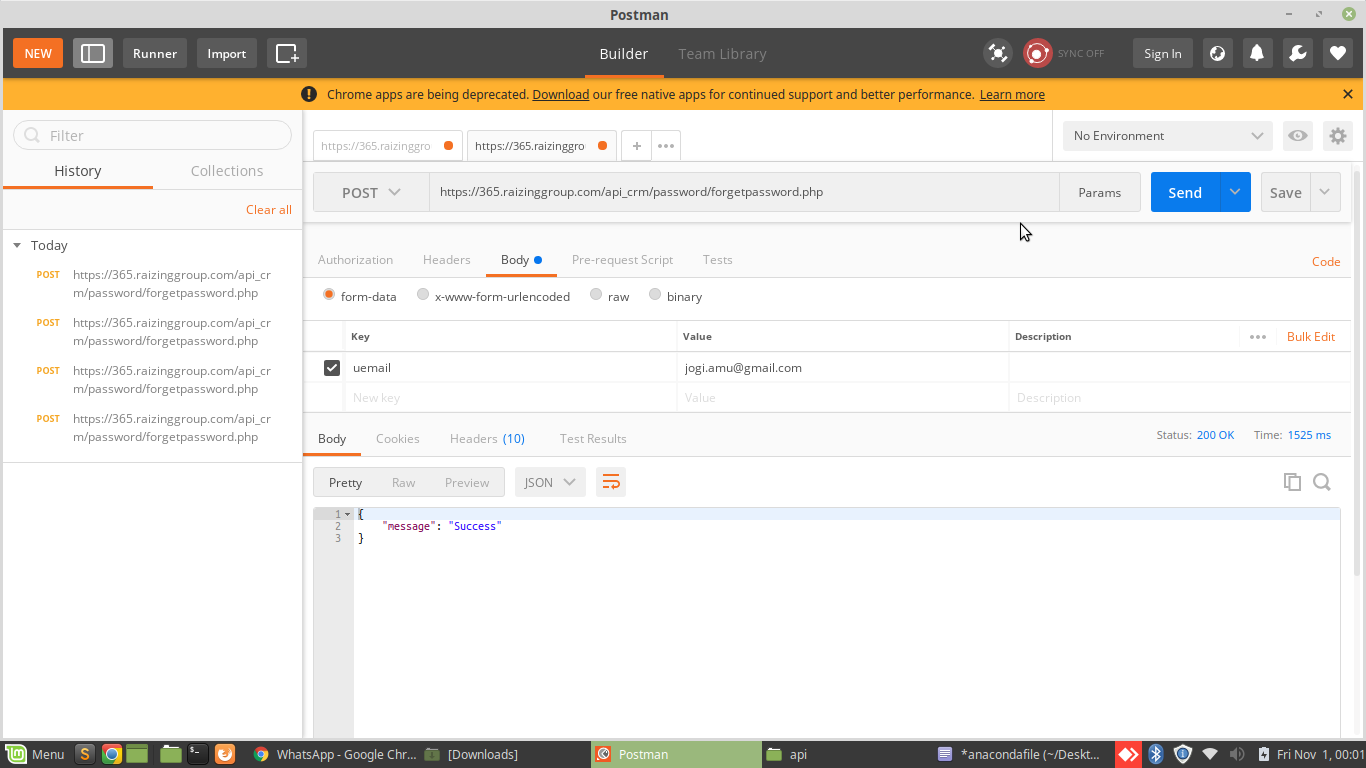 Postman
NEW
Runner
Import
Builder
Team Library
SYNC OFF
Sign In
Chrome apps are being deprecated. Download our free native apps for continued support and better performance. Learn more
Filter
History
Collections
Clear all
Today
POST https://365.raizinggroup.com/api_cr
m/password/forgetpassword.php
POST https://365.raizinggroup.com/api_cr
m/password/forgetpassword.php
POST https://365.raizinggroup.com/api_cr
m/password/forgetpassword.php
POST https://365.raizinggroup.com/api_cr
m/password/forgetpassword.php
https://365.raizinggro
https://365.raizinggro
No Environment
POST
https://365.raizinggroup.com/api_crm/password/forgetpassword.php
Params
Send
Save
Authorization
Headers
Body
Pre-request Script
Tests
Code
form-data
x-www-form-urlencoded
raw
binary
Key
Value
Description
Bulk Edit
uemail
jogi.amu@gmail.com
New key
Value
Description
Body
Cookies
Headers (10)
Test Results
Status: 200 OK
Time: 1525 ms
Pretty
Raw
Preview
JSON
1 {
2 "message": "Success"
3 }
Menu
WhatsApp - Google Chr...
[Downloads]
Postman
api
*anacondafile (~/Deskt...
Fri Nov 1, 00:01